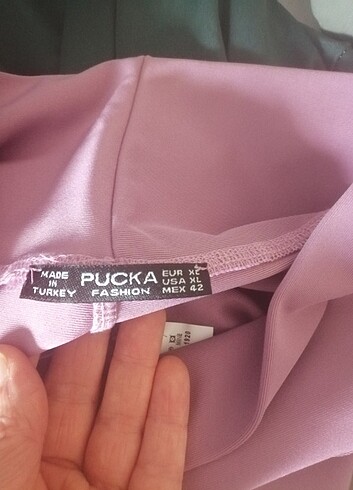 MADE IN TURKEY
PUCKA FASHION
EUR XL
USA XL
MEX 42